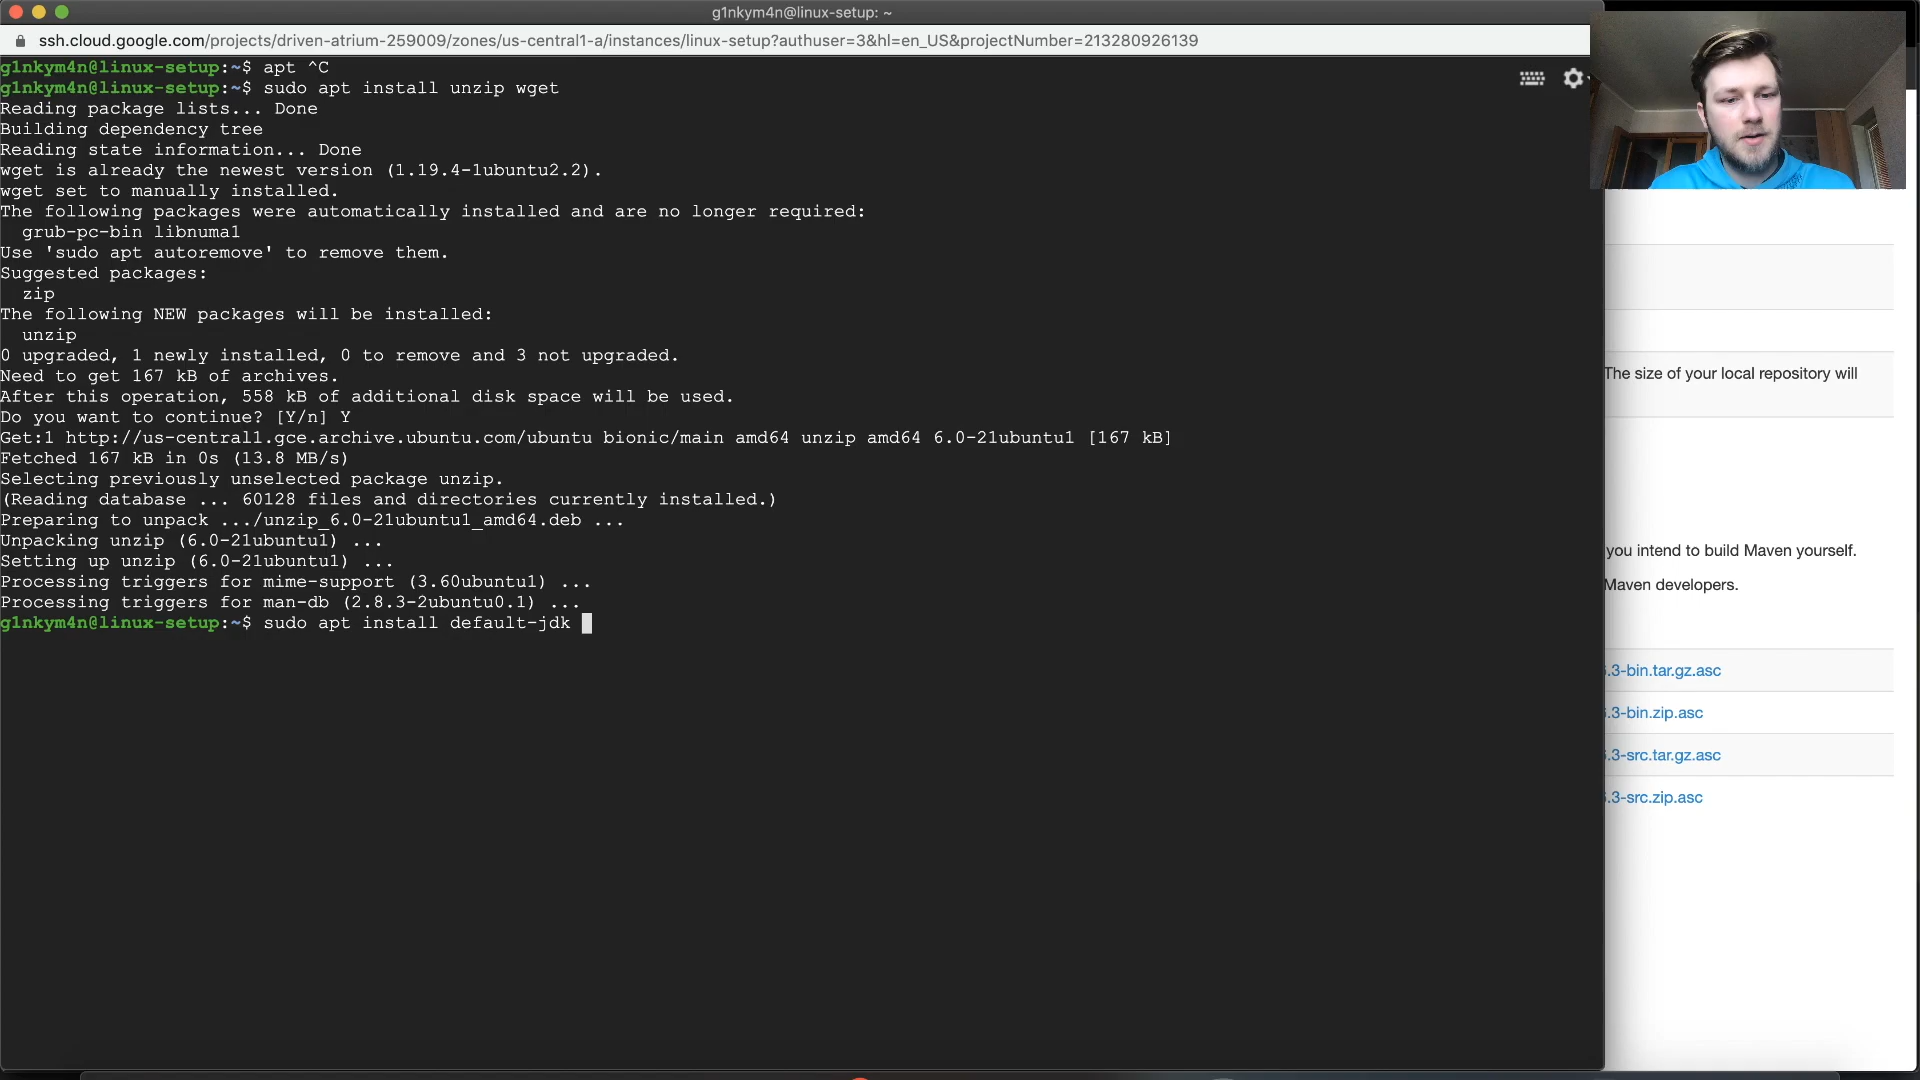 g1nkym4n@linux-setup: ~
ssh.cloud.google.com/projects/driven-atrium-259009/zones/us-central1-a/instances/linux-setup?authuser=3&hl=en_US&projectNumber=213280926139
g1nkym4n@linux-setup:~$ apt ^C
g1nkym4n@linux-setup:~$ sudo apt install unzip wget
Reading package lists... Done
Building dependency tree
Reading state information... Done
wget is already the newest version (1.19.4-1ubuntu2.2).
wget set to manually installed.
The following packages were automatically installed and are no longer required:
  grub-pc-bin libnuma1
Use 'sudo apt autoremove' to remove them.
Suggested packages:
  zip
The following NEW packages will be installed:
  unzip
0 upgraded, 1 newly installed, 0 to remove and 3 not upgraded.
Need to get 167 kB of archives.
After this operation, 558 kB of additional disk space will be used.
Do you want to continue? [Y/n] Y
Get:1 http://us-central1.gce.archive.ubuntu.com/ubuntu bionic/main amd64 unzip amd64 6.0-21ubuntu1 [167 kB]
Fetched 167 kB in 0s (13.8 MB/s)
Selecting previously unselected package unzip.
(Reading database ... 60128 files and directories currently installed.)
Preparing to unpack .../unzip_6.0-21ubuntu1_amd64.deb ...
Unpacking unzip (6.0-21ubuntu1) ...
Setting up unzip (6.0-21ubuntu1) ...
Processing triggers for mime-support (3.60ubuntu1) ...
Processing triggers for man-db (2.8.3-2ubuntu0.1) ...
g1nkym4n@linux-setup:~$ sudo apt install default-jdk
The size of your local repository will
you intend to build Maven yourself.
Maven developers.
.3-bin.tar.gz.asc
.3-bin.zip.asc
.3-src.tar.gz.asc
.3-src.zip.asc